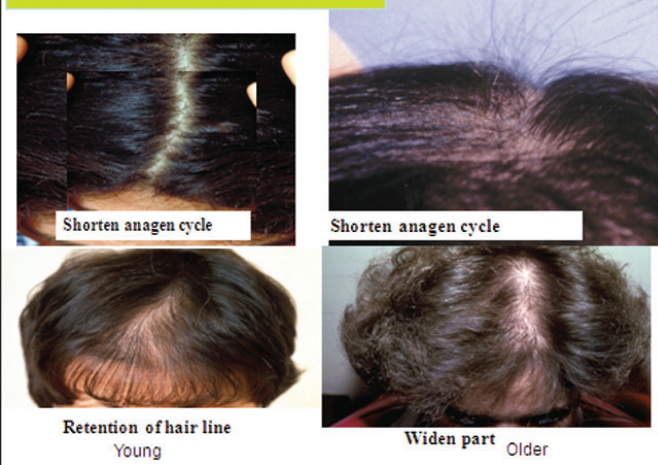 Shorten anagen cycle
Shorten anagen cycle
Retention of hair line
Young
Widen part
Older